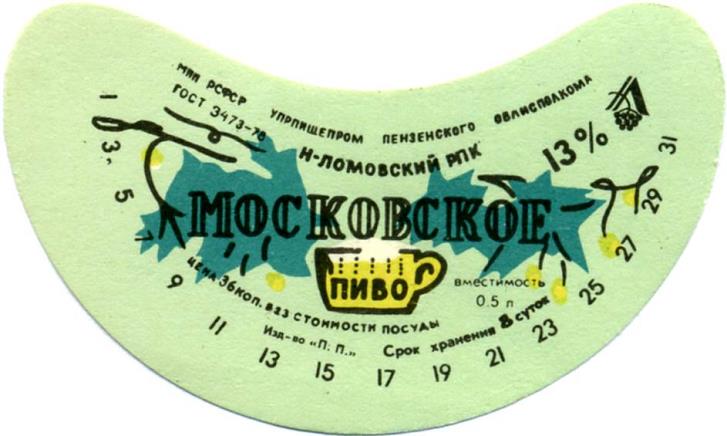 МПП РСФСР УПРПИЩЕПРОМ ПЕНЗЕНСКОГО ОБЛИСПОЛКОМА
ГОСТ 3473-78
Н-ЛОМОВСКИЙ РПК
13%
МОСКОВСКОЕ
ПИВО
вместимость
0.5 л
ЦЕНА 36 КОП. БЕЗ СТОИМОСТИ ПОСУДЫ
Изд-во «П. П.»
Срок хранения 8 суток
1 3 5 7 9 11 13 15 17 19 21 23 25 27 29 31